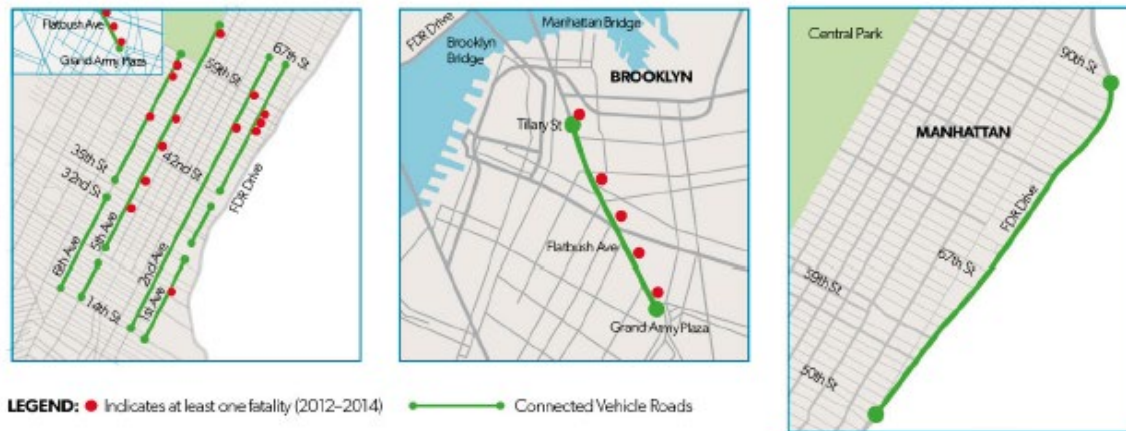 Flatbush Ave
Grand Army Plaza
59th St
67th St
35th St
32nd St
42nd St
FDR Drive
6th Ave
5th Ave
2nd Ave
14th St
1st Ave
FDR Drive
Manhattan Bridge
Brooklyn
Bridge
BROOKLYN
Tillary St
Flatbush Ave
Grand Army Plaza
Central Park
90th St
MANHATTAN
FDR Drive
67th St
59th St
50th St
LEGEND: Indicates at least one fatality (2012–2014) Connected Vehicle Roads